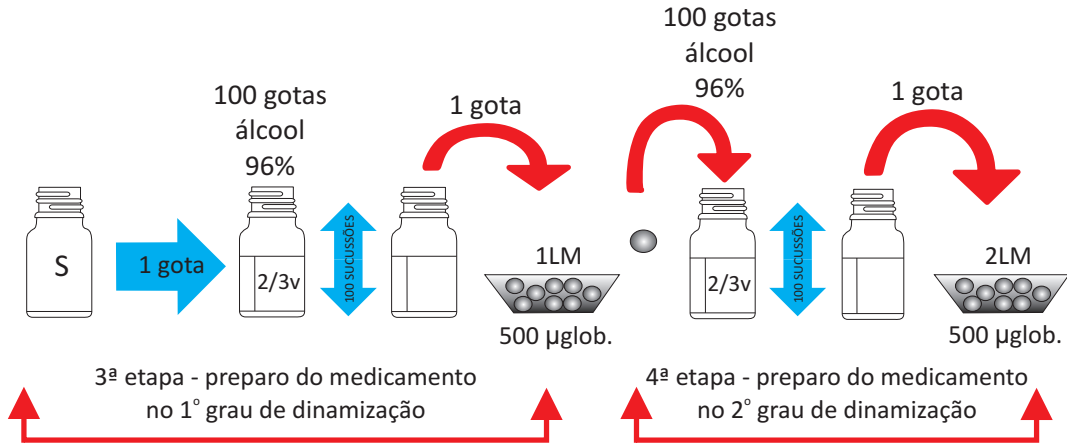 S
1 gota
100 gotas
álcool
96%
2/3v
100 SUCUSSÕES
1 gota
1LM
500 µglob.
3ª etapa - preparo do medicamento
no 1° grau de dinamização
100 gotas
álcool
96%
2/3v
100 SUCUSSÕES
1 gota
2LM
500 µglob.
4ª etapa - preparo do medicamento
no 2° grau de dinamização